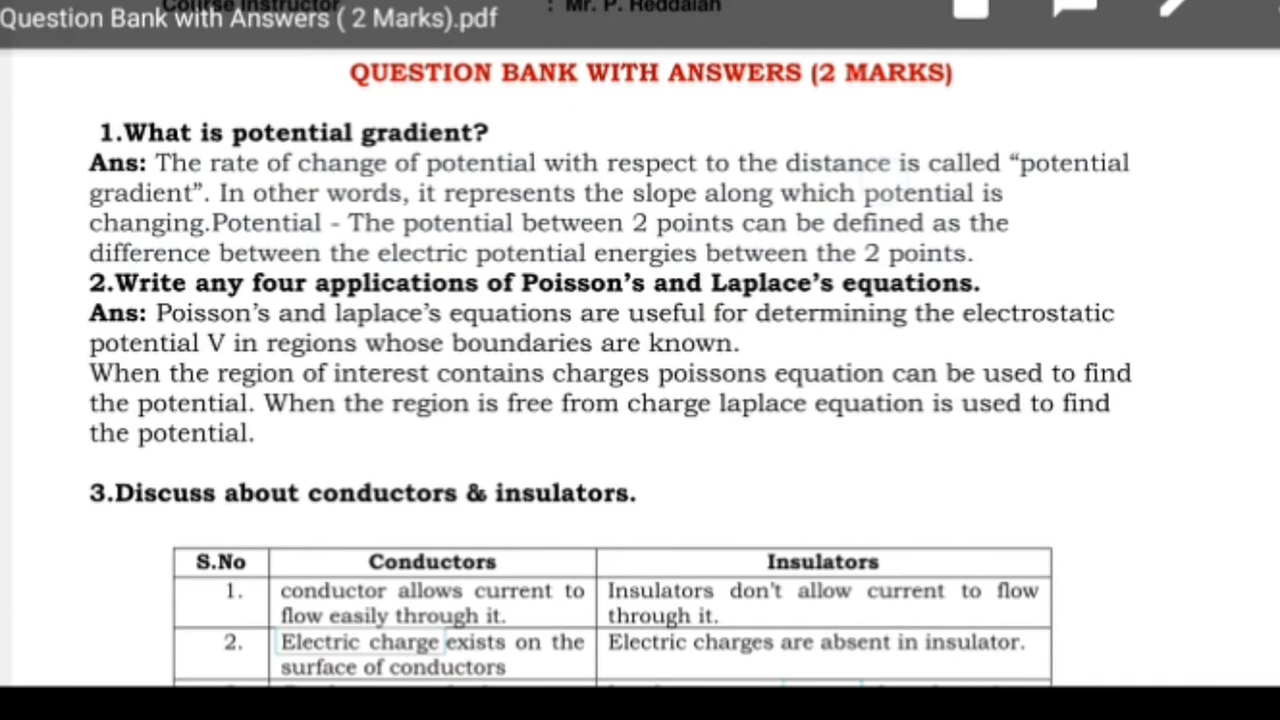 Course Instructor : Mr. P. Reddaiah
Question Bank with Answers ( 2 Marks).pdf
QUESTION BANK WITH ANSWERS (2 MARKS)
1.What is potential gradient?
Ans: The rate of change of potential with respect to the distance is called “potential
gradient”. In other words, it represents the slope along which potential is
changing.Potential - The potential between 2 points can be defined as the
difference between the electric potential energies between the 2 points.
2.Write any four applications of Poisson’s and Laplace’s equations.
Ans: Poisson’s and laplace’s equations are useful for determining the electrostatic
potential V in regions whose boundaries are known.
When the region of interest contains charges poissons equation can be used to find
the potential. When the region is free from charge laplace equation is used to find
the potential.
3.Discuss about conductors & insulators.
S.No Conductors Insulators
1. conductor allows current to Insulators don’t allow current to flow
flow easily through it. through it.
2. Electric charge exists on the Electric charges are absent in insulator.
surface of conductors